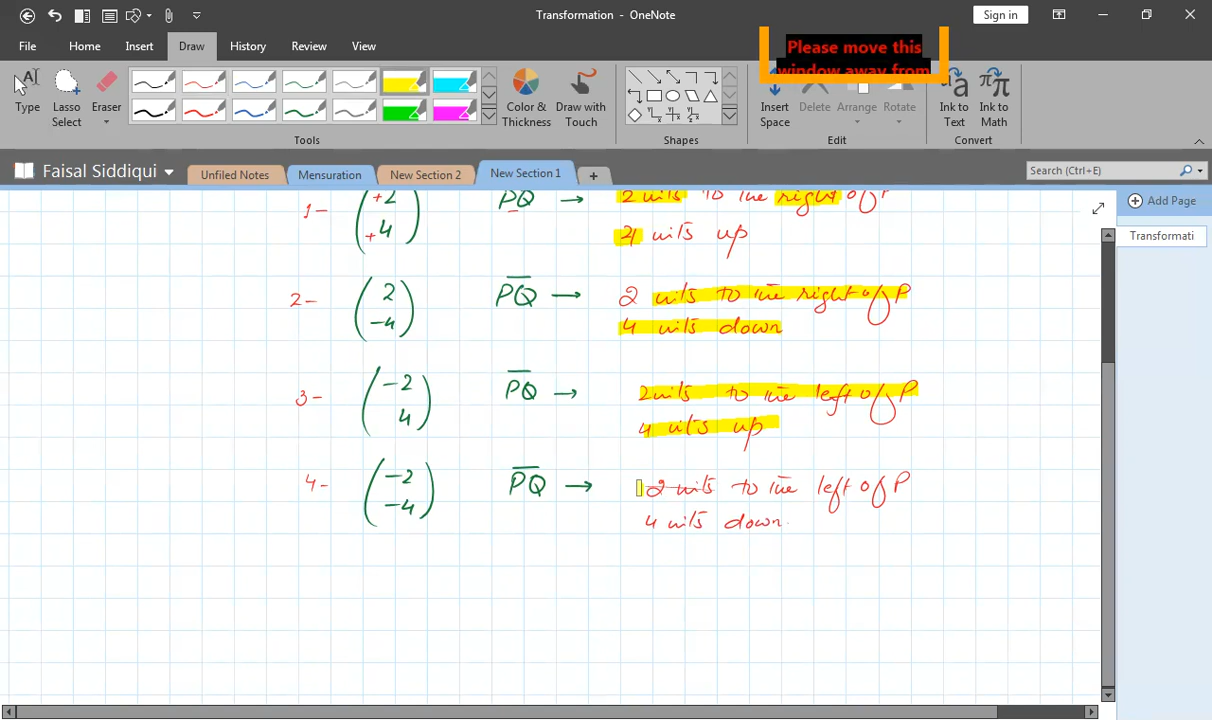 Transformation - OneNote
Sign in
File Home Insert Draw History Review View
Please move this
window away from
Type Lasso Select Eraser Color & Thickness Draw with Touch Insert Space Delete Arrange Rotate Ink to Text Ink to Math
Tools Shapes Edit Convert
Faisal Siddiqui Unfiled Notes Mensuration New Section 2 New Section 1 Search (Ctrl+E)
Add Page
Transformati
1- (+2 +4) PQ → 2 units to the right of P
4 units up
2- (2 -4) PQ → 2 units to the right of P
4 units down
3- (-2 4) PQ → 2 units to the left of P
4 units up
4- (-2 -4) PQ → 2 units to the left of P
4 units down.